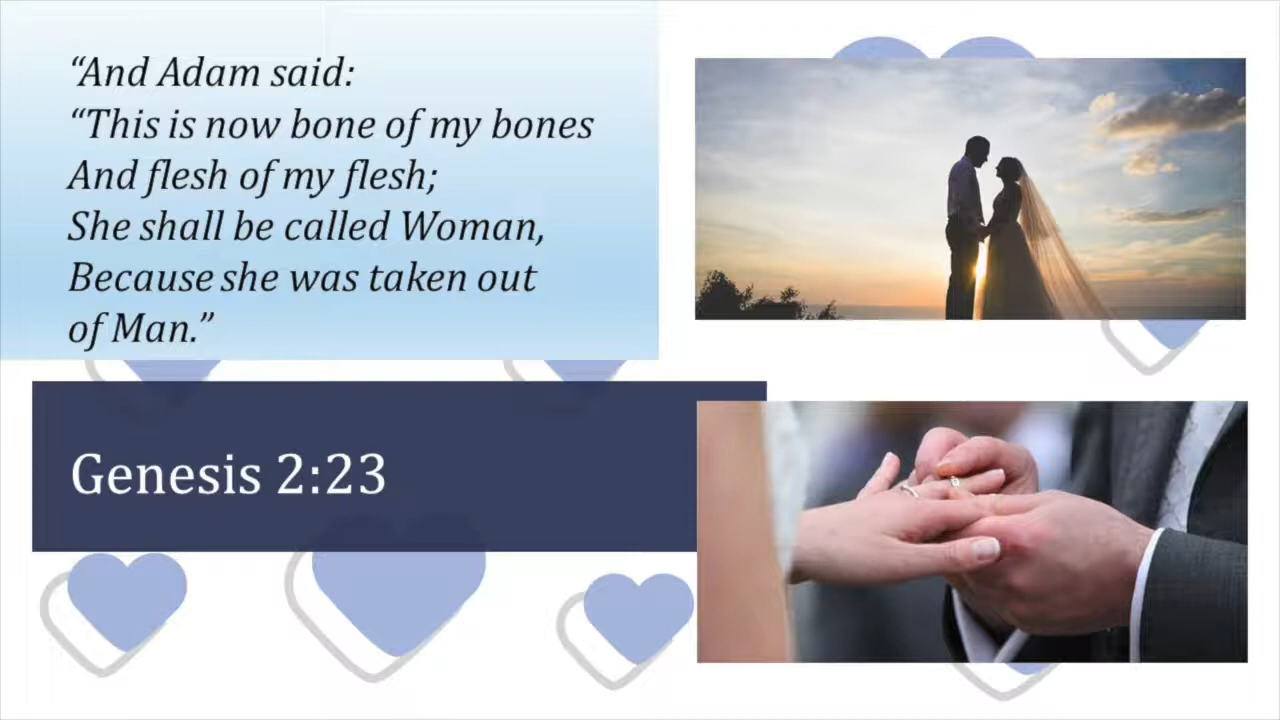 “And Adam said:
“This is now bone of my bones
And flesh of my flesh;
She shall be called Woman,
Because she was taken out
of Man.”
Genesis 2:23